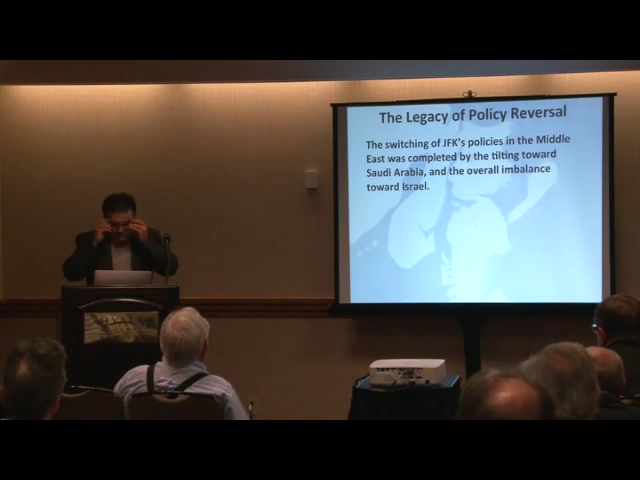 The Legacy of Policy Reversal
The switching of JFK's policies in the Middle
East was completed by the tilting toward
Saudi Arabia, and the overall imbalance
toward Israel.